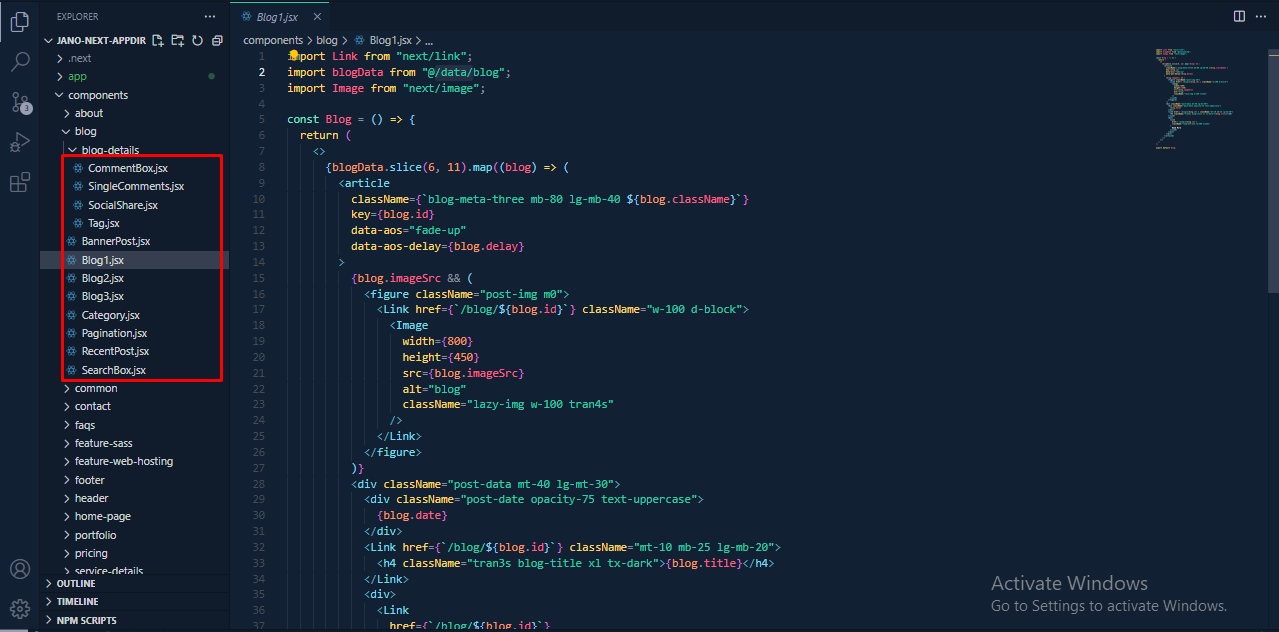 EXPLORER
JANO-NEXT-APPDIR
.next
app
components
about
blog
blog-details
CommentBox.jsx
SingleComments.jsx
SocialShare.jsx
Tag.jsx
BannerPost.jsx
Blog1.jsx
Blog2.jsx
Blog3.jsx
Category.jsx
Pagination.jsx
RecentPost.jsx
SearchBox.jsx
common
contact
faqs
feature-sass
feature-web-hosting
footer
header
home-page
portfolio
pricing
service-details
OUTLINE
TIMELINE
NPM SCRIPTS
3
Blog1.jsx
components > blog > Blog1.jsx > ...
1 import Link from "next/link";
2 import blogData from "@/data/blog";
3 import Image from "next/image";
4
5 const Blog = () => {
6 return (
7 <>
8 {blogData.slice(6, 11).map((blog) => (
9 <article
10 className={`blog-meta-three mb-80 lg-mb-40 ${blog.className}`}
11 key={blog.id}
12 data-aos="fade-up"
13 data-aos-delay={blog.delay}
14 >
15 {blog.imageSrc && (
16 <figure className="post-img m0">
17 <Link href={`/blog/${blog.id}`} className="w-100 d-block">
18 <Image
19 width={800}
20 height={450}
21 src={blog.imageSrc}
22 alt="blog"
23 className="lazy-img w-100 tran4s"
24 />
25 </Link>
26 </figure>
27 )}
28 <div className="post-data mt-40 lg-mt-30">
29 <div className="post-date opacity-75 text-uppercase">
30 {blog.date}
31 </div>
32 <Link href={`/blog/${blog.id}`} className="mt-10 mb-25 lg-mb-20">
33 <h4 className="tran3s blog-title xl tx-dark">{blog.title}</h4>
34 </Link>
35 <div>
36 <Link
37 href={`/blog/${blog.id}`}
Activate Windows
Go to Settings to activate Windows.